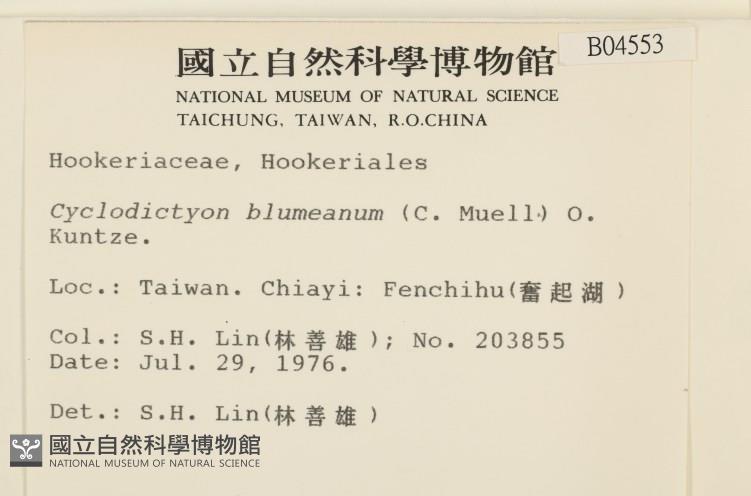 國立自然科學博物館
B04553
NATIONAL MUSEUM OF NATURAL SCIENCE
TAICHUNG, TAIWAN, R.O.CHINA
Hookeriaceae, Hookeriales
Cyclodictyon blumeanum (C. Muell.) O.
Kuntze.
Loc.: Taiwan. Chiayi: Fenchihu(奮起湖)
Col.: S.H. Lin(林善雄); No. 203855
Date: Jul. 29, 1976.
Det.: S.H. Lin(林善雄)
國立自然科學博物館
NATIONAL MUSEUM OF NATURAL SCIENCE